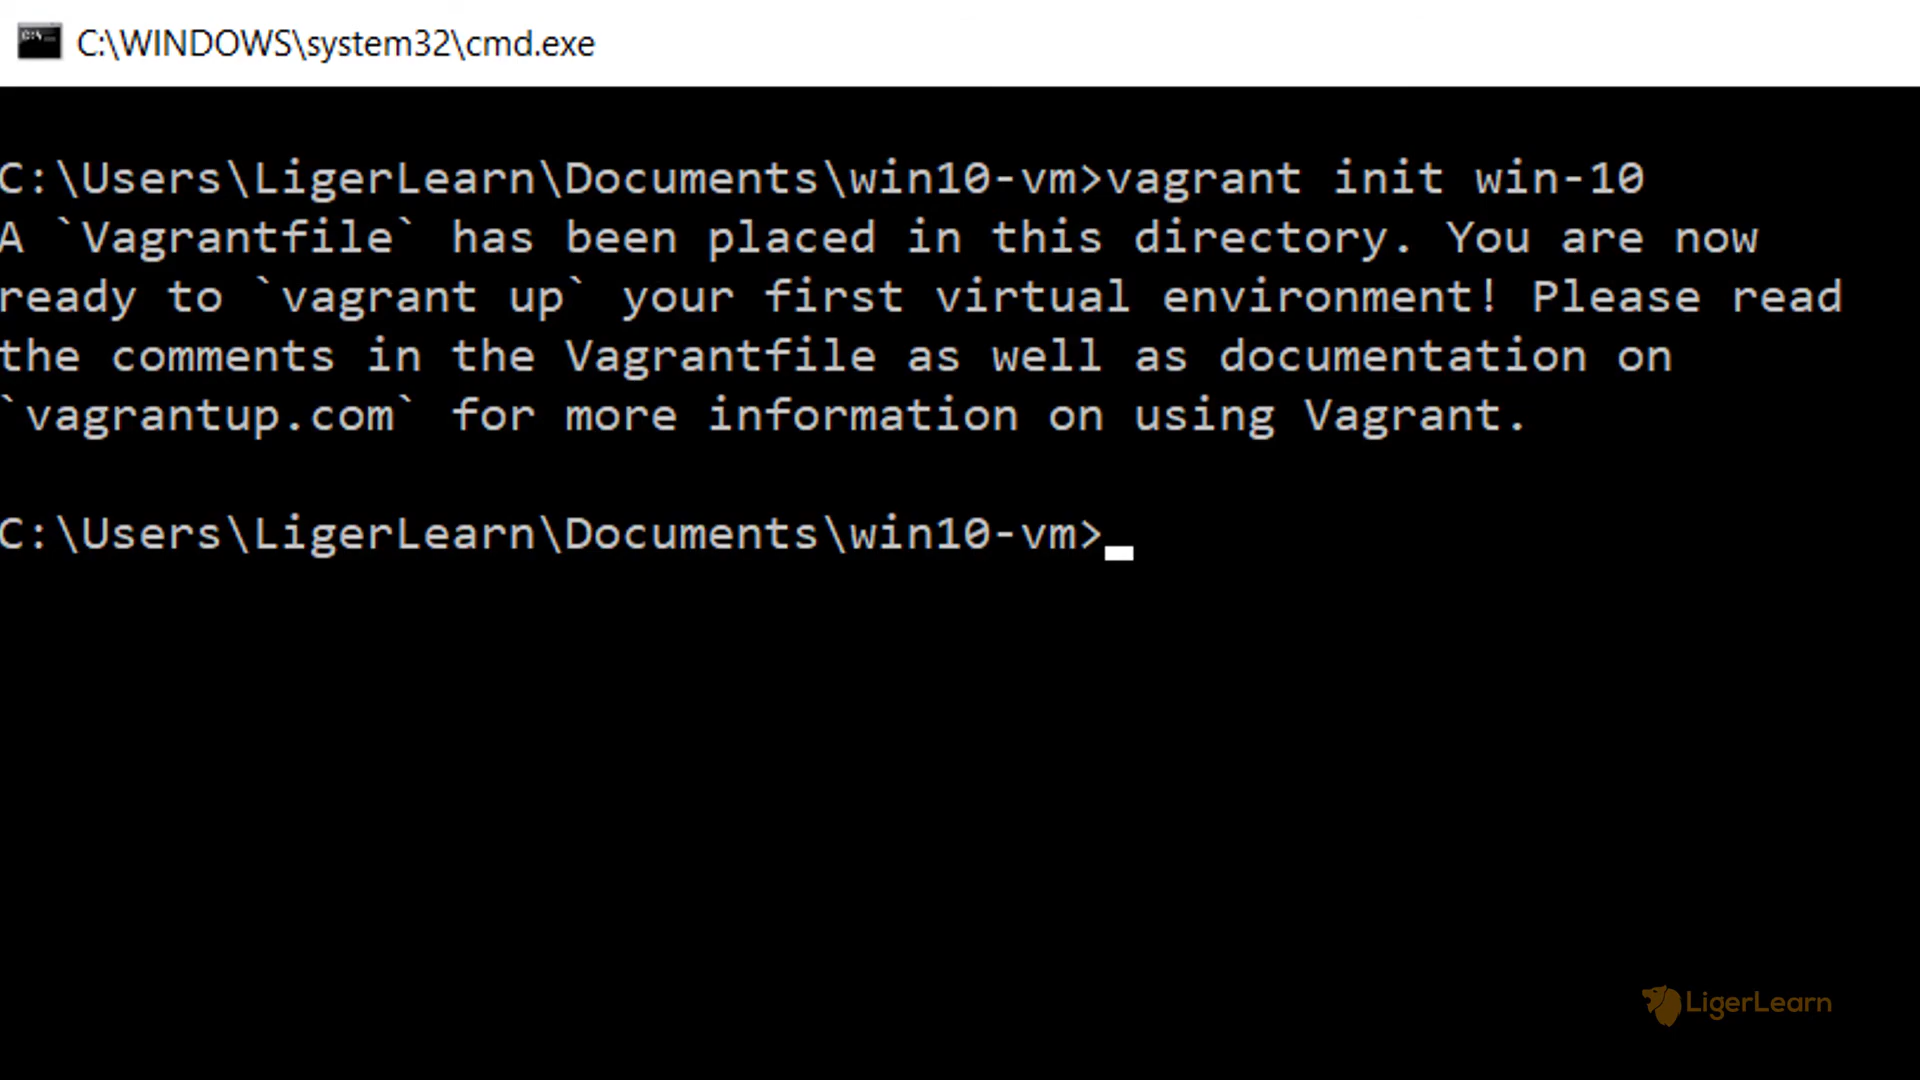 C:\WINDOWS\system32\cmd.exe
C:\Users\LigerLearn\Documents\win10-vm>vagrant init win-10
A `Vagrantfile` has been placed in this directory. You are now
ready to `vagrant up` your first virtual environment! Please read
the comments in the Vagrantfile as well as documentation on
`vagrantup.com` for more information on using Vagrant.
C:\Users\LigerLearn\Documents\win10-vm>
LigerLearn